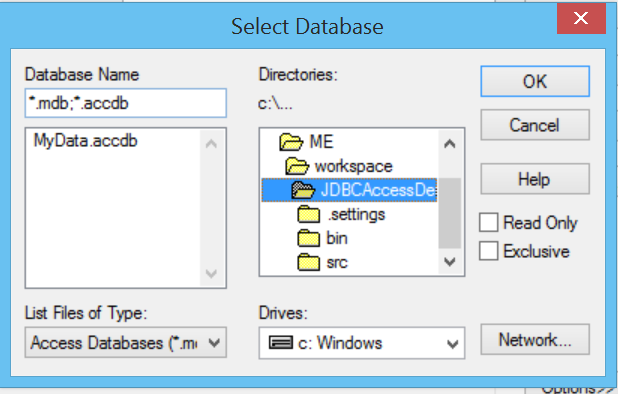 Select Database
Database Name
*.mdb;*.accdb
MyData.accdb
List Files of Type:
Access Databases (*.m
Directories:
c:\...
ME
workspace
JDBCAccessDe
.settings
bin
src
Drives:
c: Windows
OK
Cancel
Help
Read Only
Exclusive
Network...
Options>>